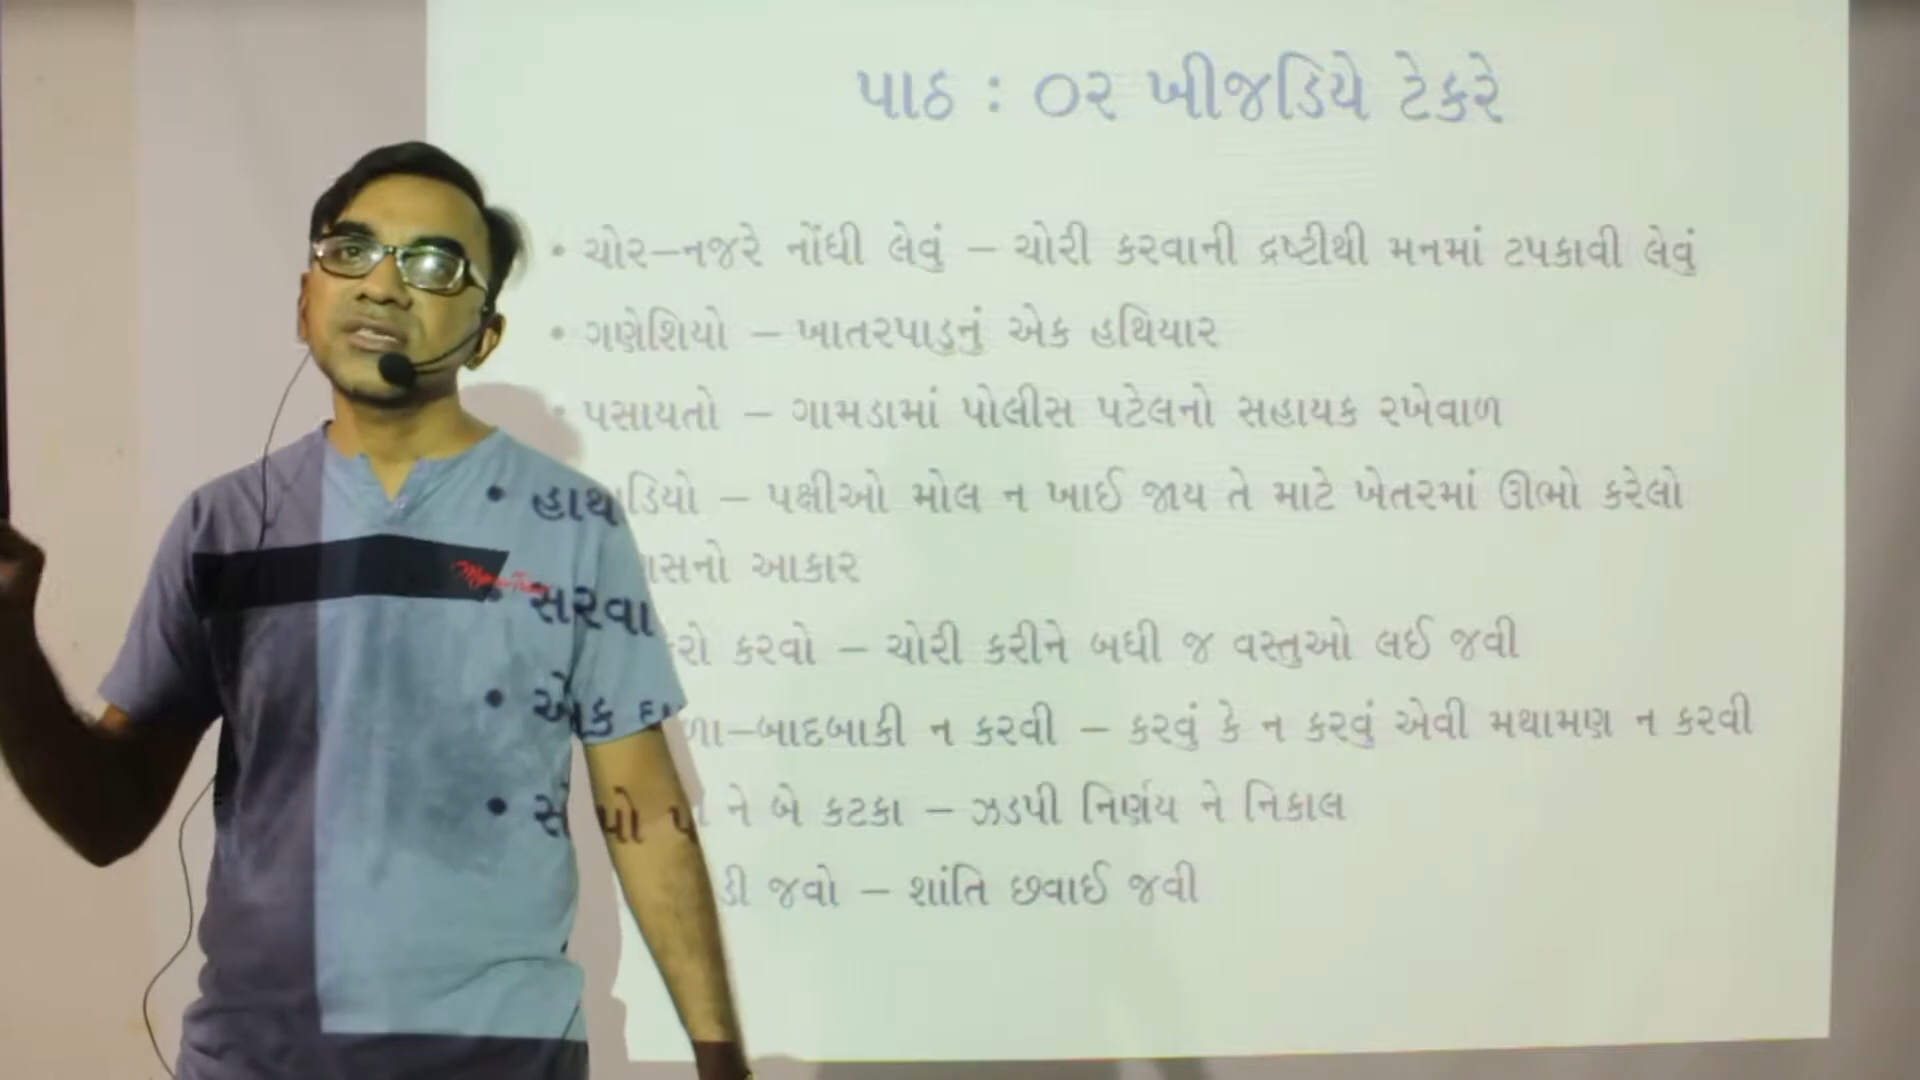 પાઠ : ૦૨ ખીજડિયે ટેકરે
• ચોર–નજરે નોંધી લેવું – ચોરી કરવાની દ્રષ્ટીથી મનમાં ટપકાવી લેવું
• ગણેશિયો – ખાતરપાડુનું એક હથિયાર
• પસાયતો – ગામડામાં પોલીસ પટેલનો સહાયક રખેવાળ
• – પક્ષીઓ મોલ ન ખાઈ જાય તે માટે ખેતરમાં ઊભો કરેલો
આકાર
• કરવો – ચોરી કરીને બધી જ વસ્તુઓ લઈ જવી
• એક –બાદબાકી ન કરવી – કરવું કે ન કરવું એવી મથામણ ન કરવી
• ને બે કટકા – ઝડપી નિર્ણય ને નિકાલ
જવો – શાંતિ છવાઈ જવી